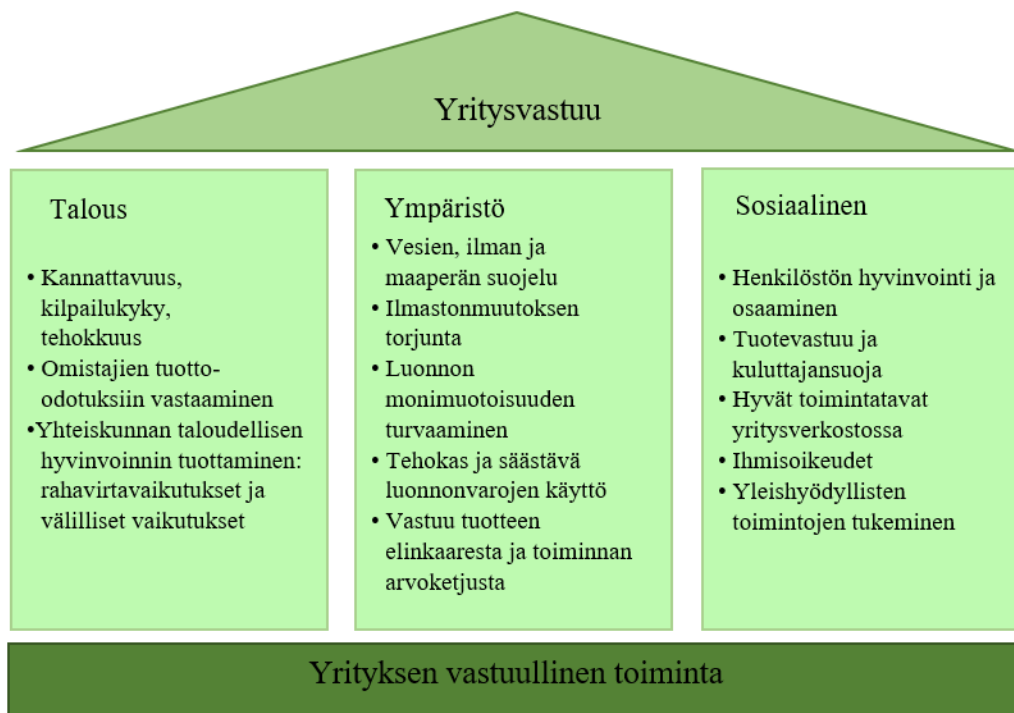 Yritysvastuu
Talous
• Kannattavuus,
kilpailukyky,
tehokkuus
• Omistajien tuotto-
odotuksiin vastaaminen
•Yhteiskunnan taloudellisen
hyvinvoinnin tuottaminen:
rahavirtavaikutukset ja
välilliset vaikutukset
Ympäristö
• Vesien, ilman ja
maaperän suojelu
• Ilmastonmuutoksen
torjunta
• Luonnon
monimuotoisuuden
turvaaminen
• Tehokas ja säästävä
luonnonvarojen käyttö
• Vastuu tuotteen
elinkaaresta ja toiminnan
arvoketjusta
Sosiaalinen
• Henkilöstön hyvinvointi ja
osaaminen
• Tuotevastuu ja
kuluttajansuoja
• Hyvät toimintatavat
yritysverkostossa
• Ihmisoikeudet
• Yleishyödyllisten
toimintojen tukeminen
Yrityksen vastuullinen toiminta